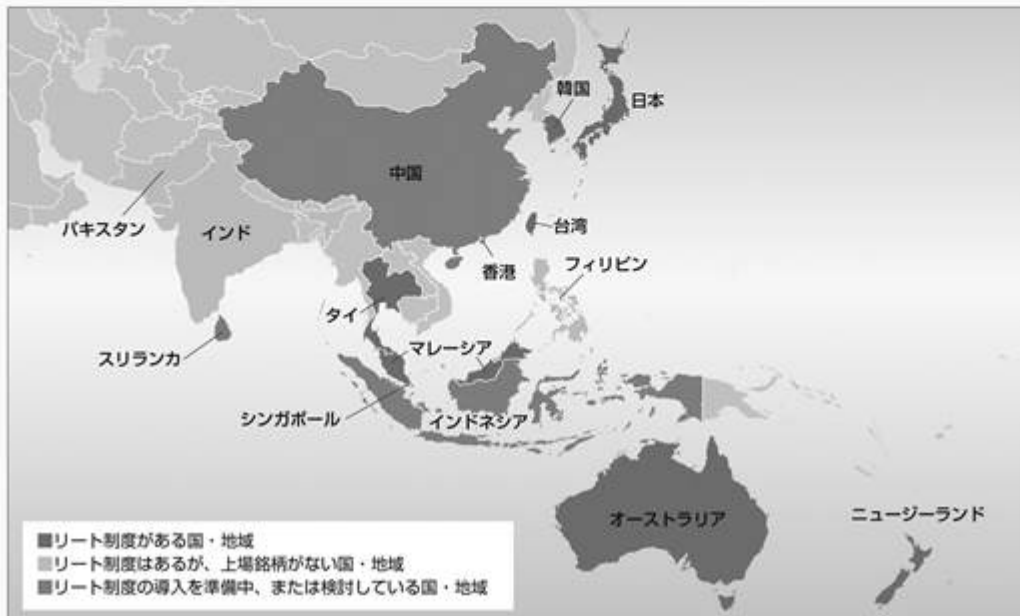 韓国
日本
中国
パキスタン
インド
台湾
香港
フィリピン
タイ
スリランカ
マレーシア
シンガポール
インドネシア
オーストラリア
ニュージーランド
■リート制度がある国・地域
■リート制度はあるが、上場銘柄がない国・地域
■リート制度の導入を準備中、または検討している国・地域